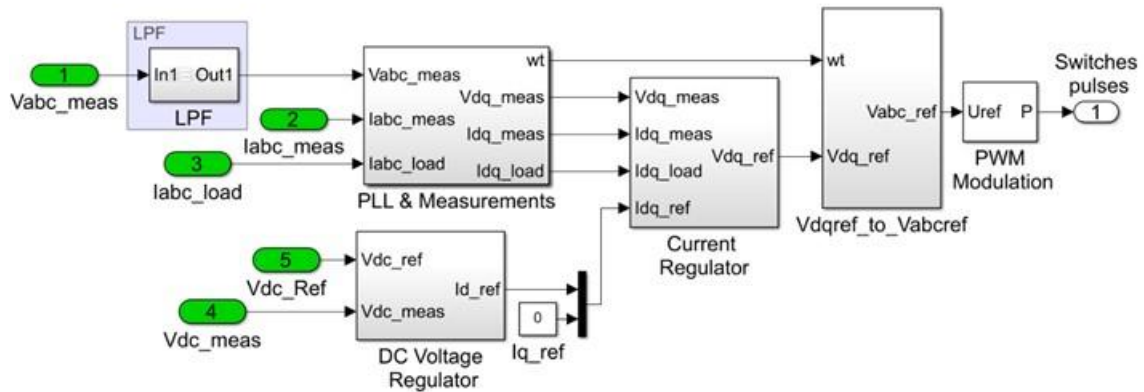 LPF
1
Vabc_meas
In1 Out1
LPF
2
Iabc_meas
3
Iabc_load
Vabc_meas
Iabc_meas
Iabc_load
wt
Vdq_meas
Idq_meas
Idq_load
PLL & Measurements
Vdq_meas
Idq_meas
Idq_load
Idq_ref
Vdq_ref
Current
Regulator
wt
Vdq_ref
Vabc_ref
Vdqref_to_Vabcref
Uref P
PWM
Modulation
Switches
pulses
1
5
Vdc_Ref
4
Vdc_meas
Vdc_ref
Vdc_meas
Id_ref
DC Voltage
Regulator
0
Iq_ref